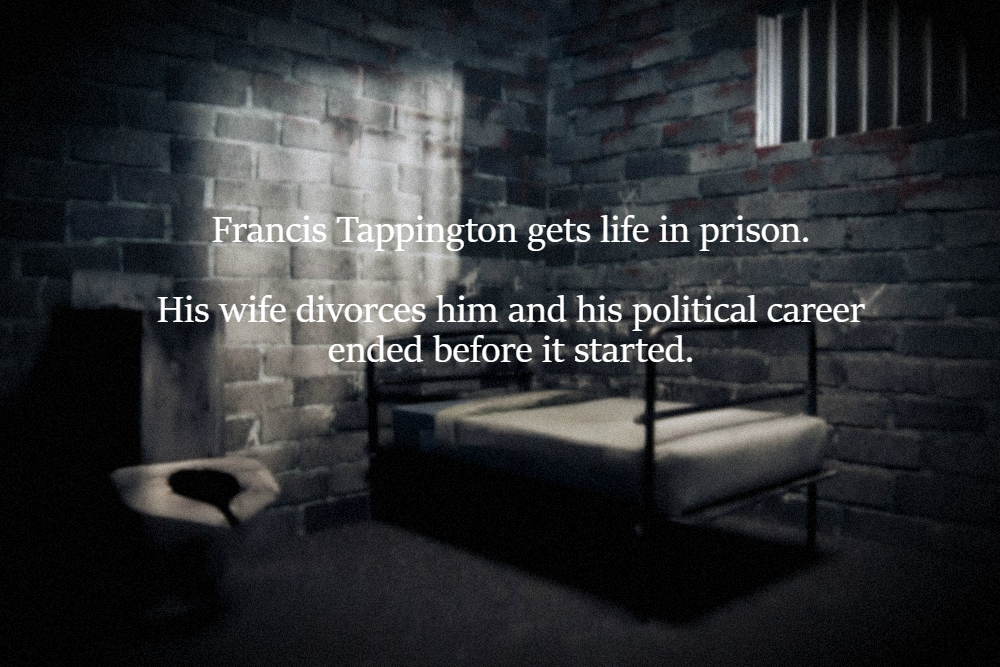 Francis Tappington gets life in prison.
His wife divorces him and his political career
ended before it started.